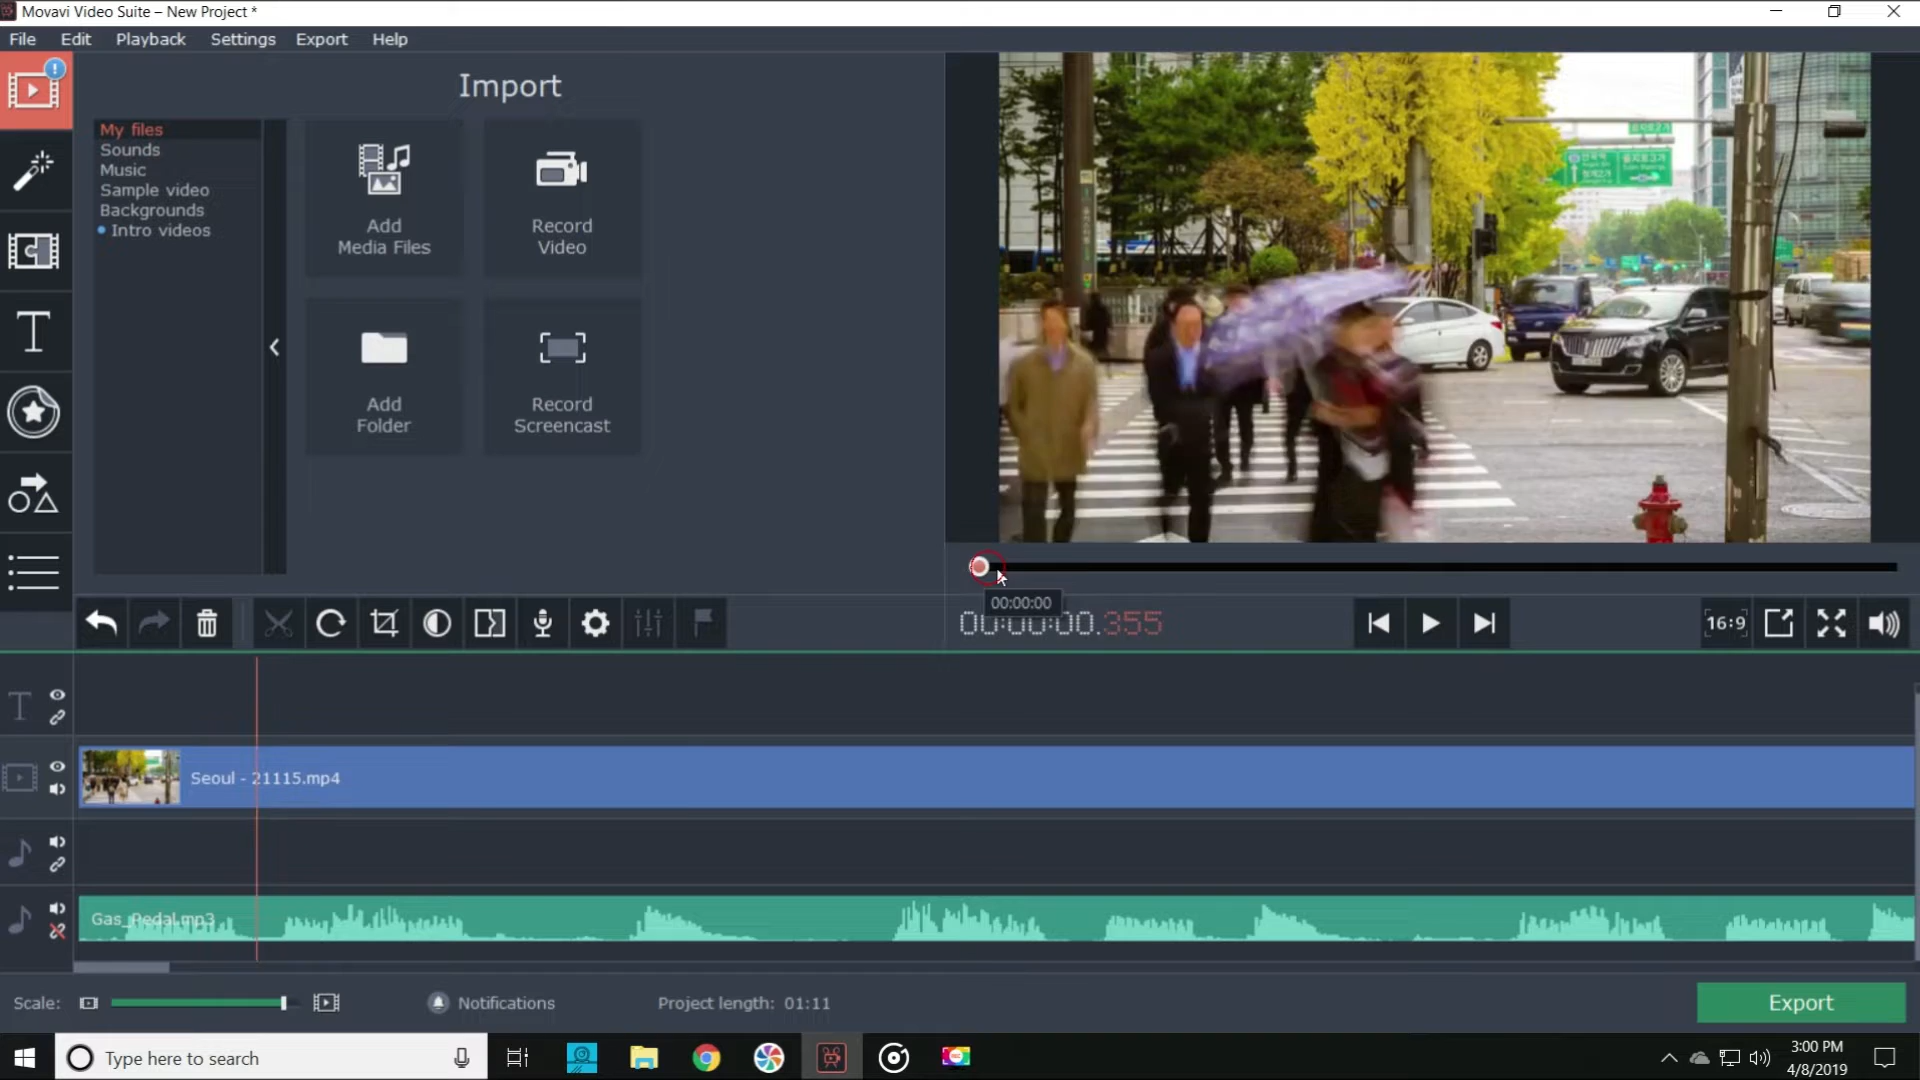 Movavi Video Suite – New Project *
File Edit Playback Settings Export Help
Import
My files
Sounds
Music
Sample video
Backgrounds
Intro videos
Add
Media Files
Record
Video
Add
Folder
Record
Screencast
00:00:00
00:00:00.355
16:9
Seoul - 21115.mp4
Gas_Pedal.mp3
Scale:
Notifications
Project length: 01:11
Export
Type here to search
3:00 PM
4/8/2019